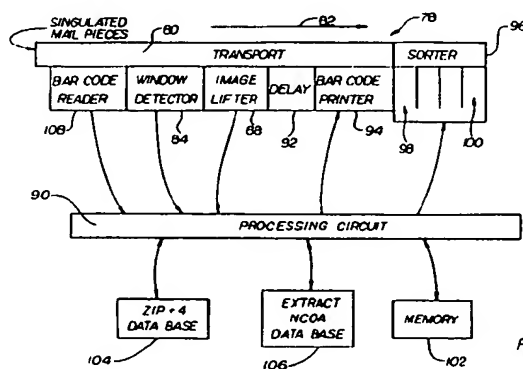 SINGULATED MAIL PIECES
82
78
80
TRANSPORT
SORTER
96
BAR CODE READER
WINDOW DETECTOR
IMAGE LIFTER
DELAY
BAR CODE PRINTER
108
84
88
92
94
98
100
90
PROCESSING CIRCUIT
ZIP + 4 DATA BASE
EXTRACT NCOA DATA BASE
MEMORY
104
106
102
F